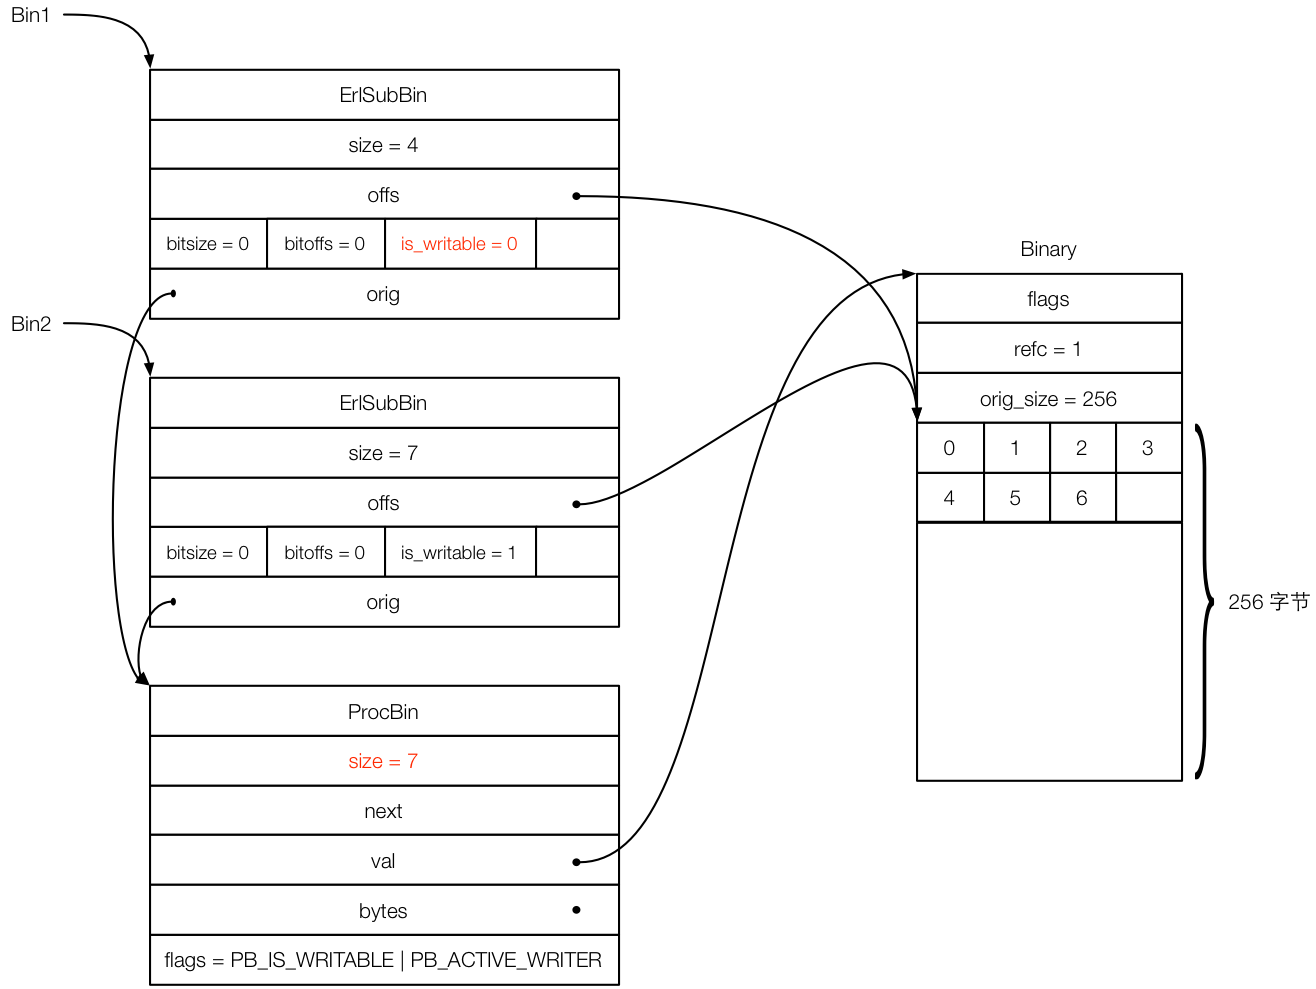 Bin1
ErlSubBin
size = 4
offs
bitsize = 0 bitoffs = 0 is_writable = 0
orig
Bin2
ErlSubBin
size = 7
offs
bitsize = 0 bitoffs = 0 is_writable = 1
orig
ProcBin
size = 7
next
val
bytes
flags = PB_IS_WRITABLE | PB_ACTIVE_WRITER
Binary
flags
refc = 1
orig_size = 256
0 1 2 3
4 5 6
256 字节